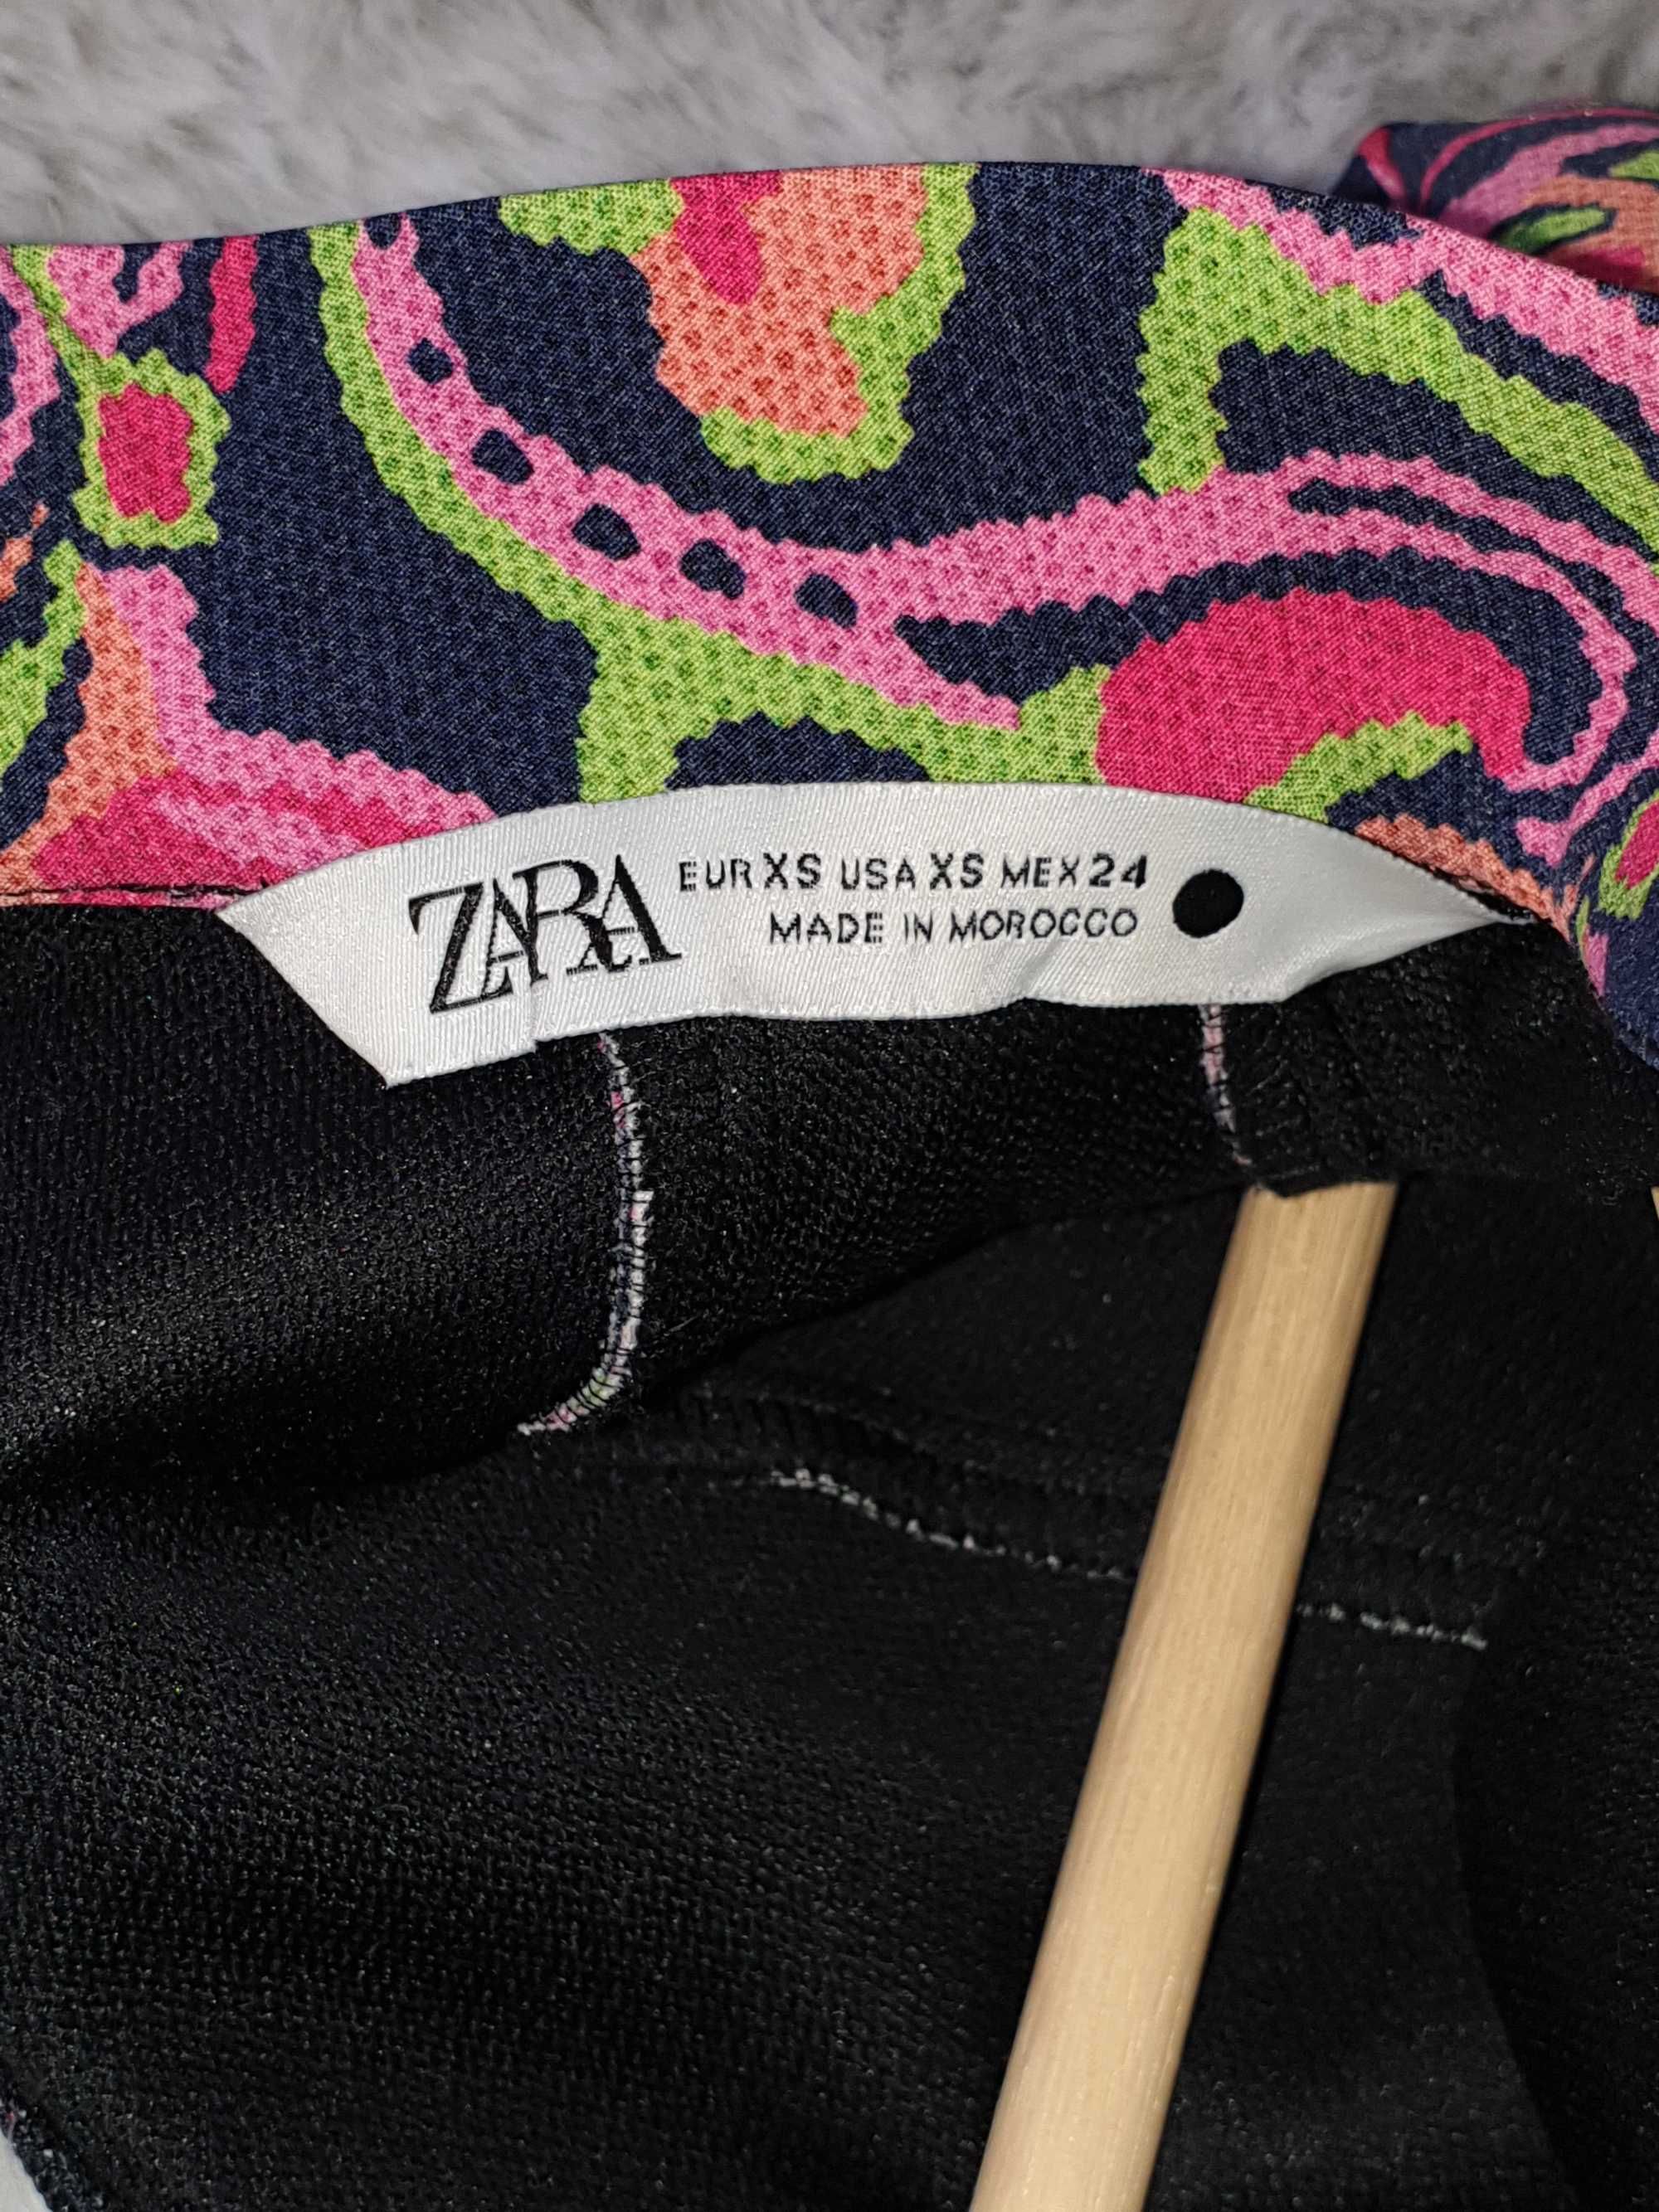 ZARA
EUR XS USA XS MEX 24
MADE IN MOROCCO